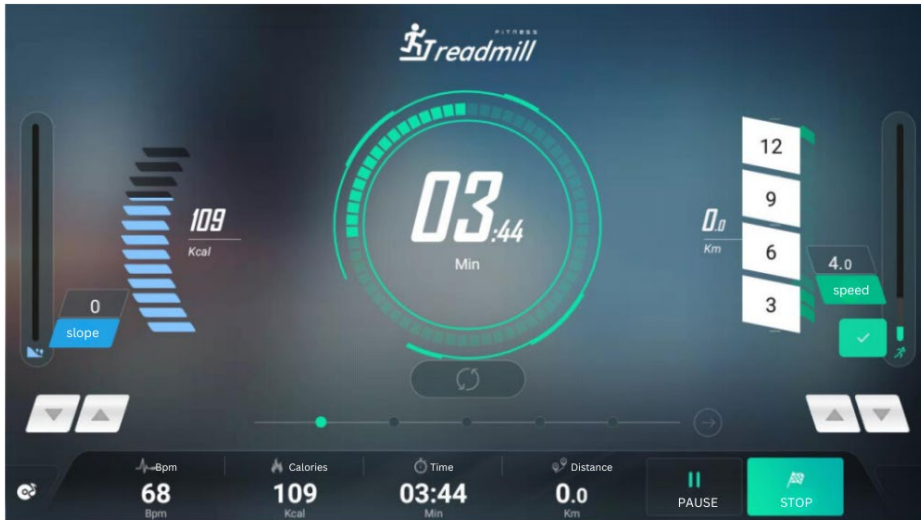 FITNESS
Treadmill
12
9
6
3
109
Kcal
03:44
Min
0.0
Km
0
slope
4.0
speed
Bpm
68
Bpm
Calories
109
Kcal
Time
03:44
Min
Distance
0.0
Km
PAUSE
STOP